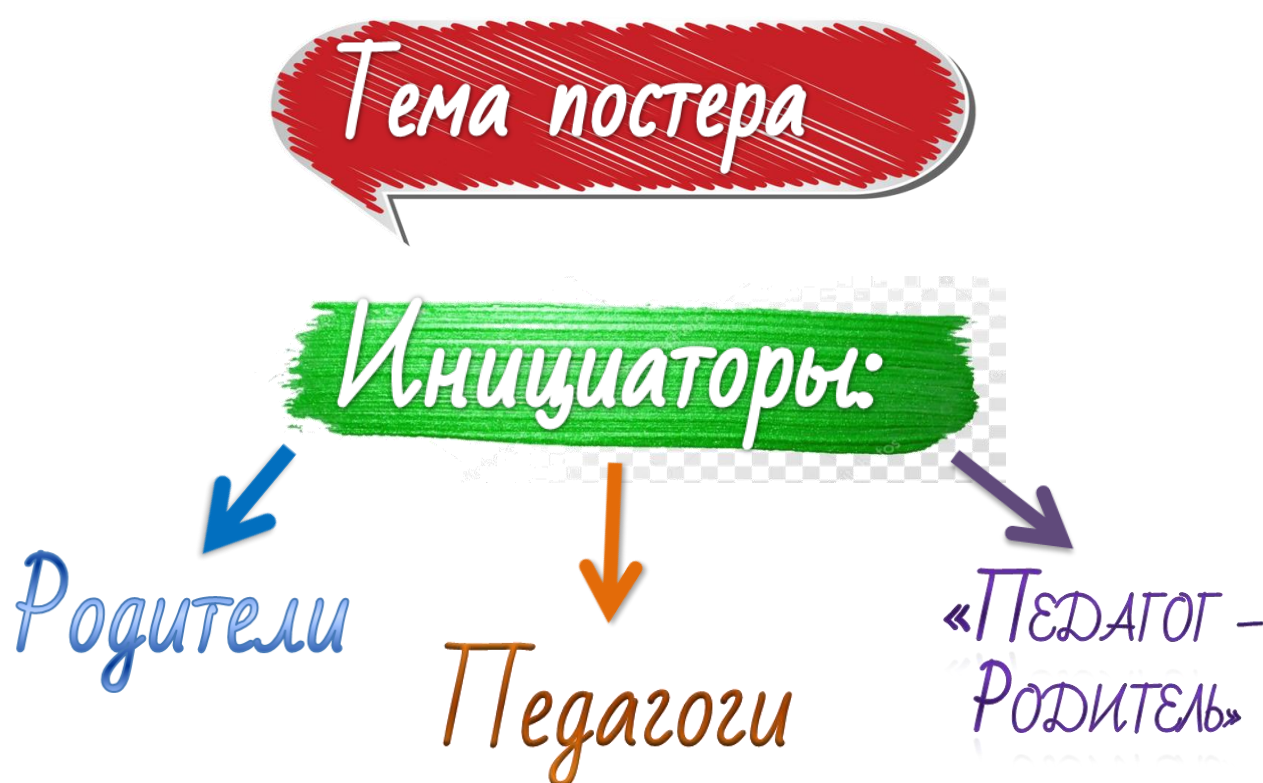 Тема постера
Инициаторы:
Родители
Педагоги
«ПЕДАГОГ –
РОДИТЕЛЬ»